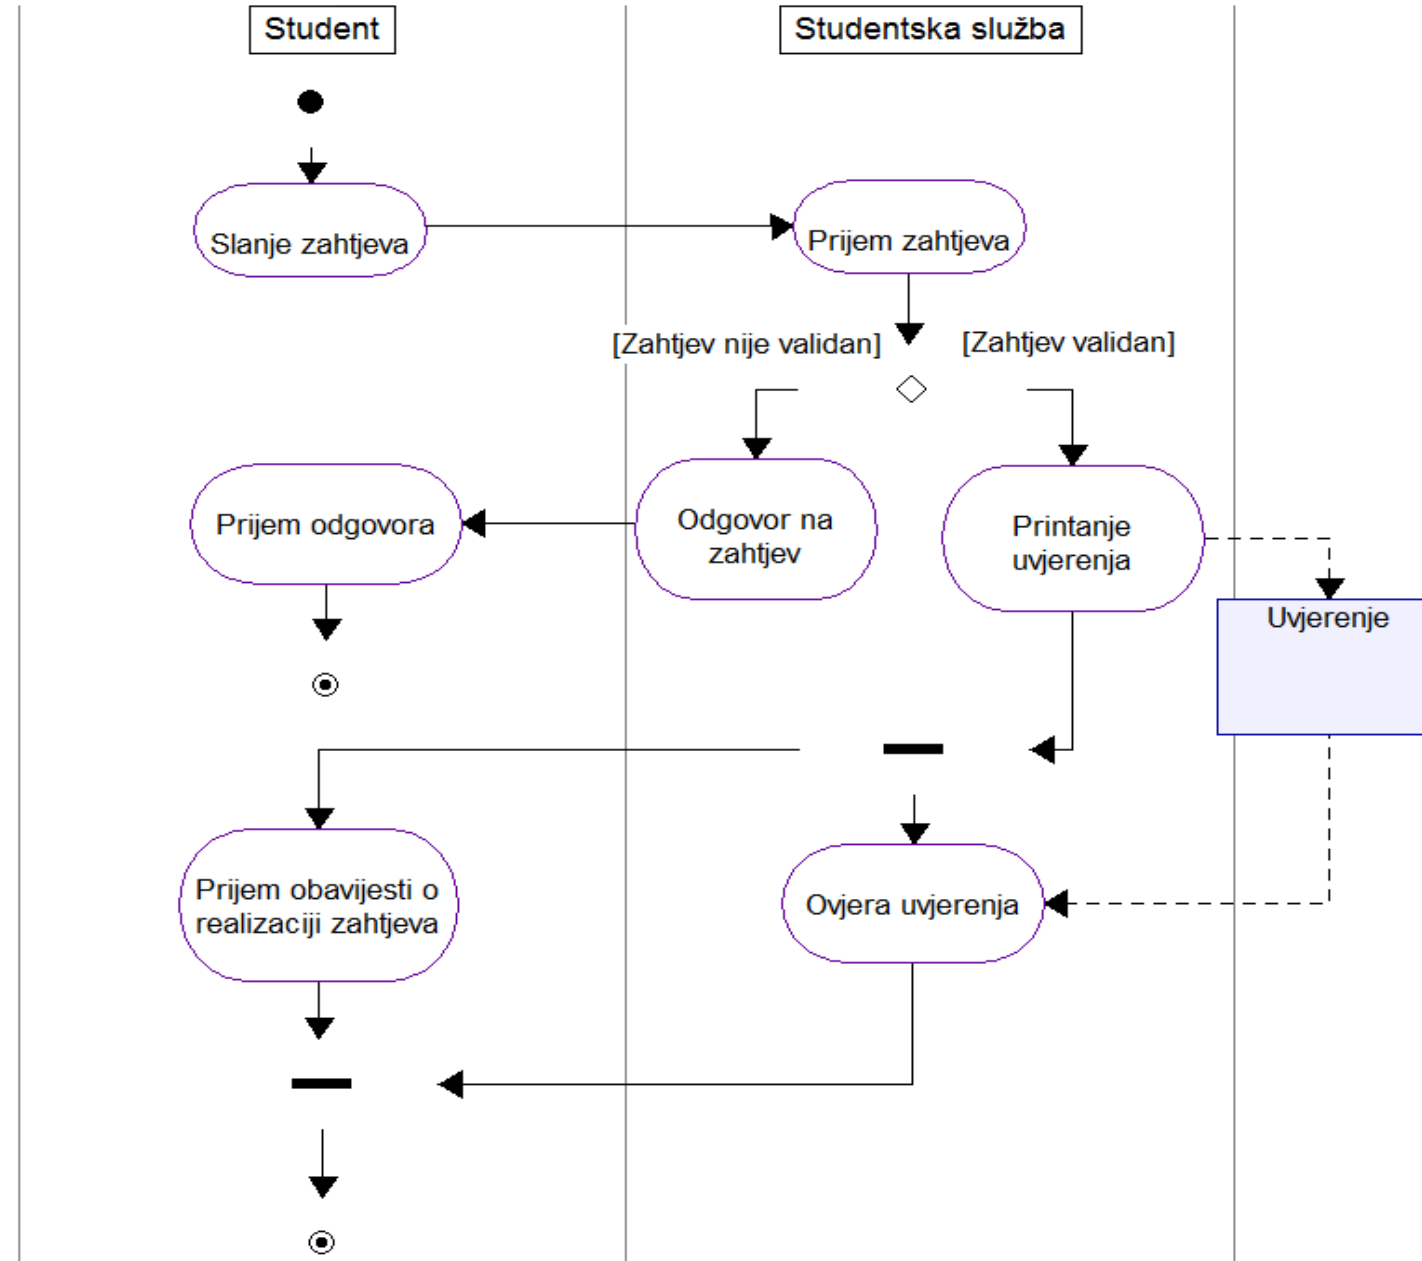 Student
Studentska služba
Slanje zahtjeva
Prijem zahtjeva
[Zahtjev nije validan]
[Zahtjev validan]
Prijem odgovora
Odgovor na
zahtjev
Printanje
uvjerenja
Uvjerenje
Prijem obavijesti o
realizaciji zahtjeva
Ovjera uvjerenja